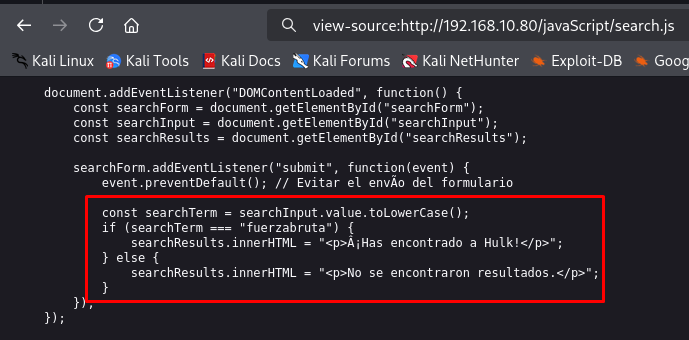 view-source:http://192.168.10.80/javaScript/search.js
Kali Linux Kali Tools Kali Docs Kali Forums Kali NetHunter Exploit-DB Goog
document.addEventListener("DOMContentLoaded", function() {
    const searchForm = document.getElementById("searchForm");
    const searchInput = document.getElementById("searchInput");
    const searchResults = document.getElementById("searchResults");
    searchForm.addEventListener("submit", function(event) {
        event.preventDefault(); // Evitar el envÃo del formulario
        const searchTerm = searchInput.value.toLowerCase();
        if (searchTerm === "fuerzabruta") {
            searchResults.innerHTML = "<p>Â¡Has encontrado a Hulk!</p>";
        } else {
            searchResults.innerHTML = "<p>No se encontraron resultados.</p>";
        }
    });
});